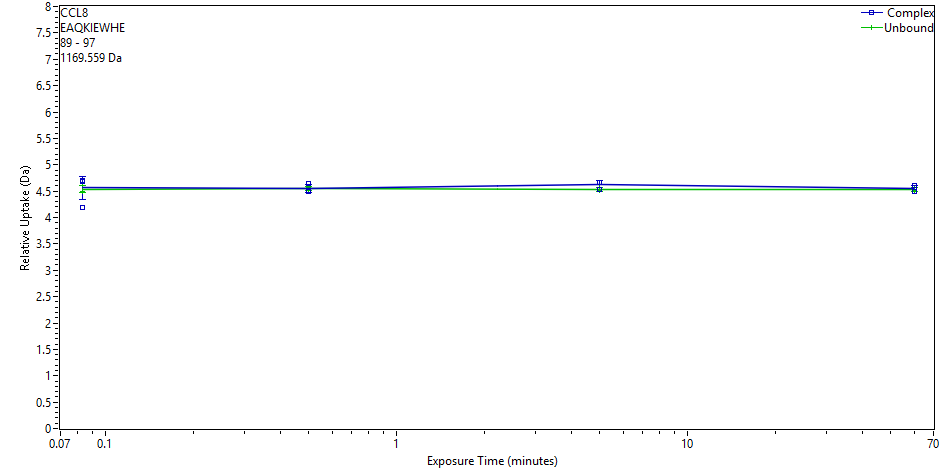 CCL8
EAQKIEWHE
89 - 97
1169.559 Da
Complex
Unbound
Relative Uptake (Da)
8
7.5
7
6.5
6
5.5
5
4.5
4
3.5
3
2.5
2
1.5
1
0.5
0
0.07 0.1 1 10 70
Exposure Time (minutes)